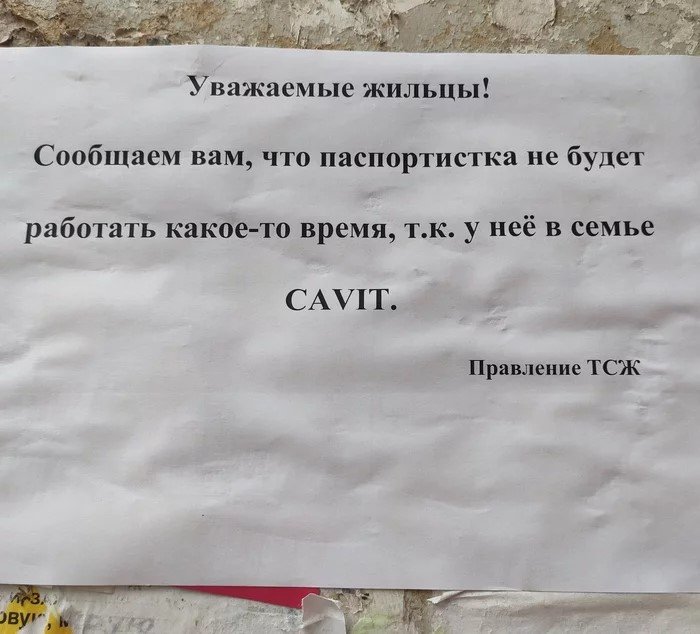 Уважаемые жильцы!
Сообщаем вам, что паспортистка не будет
работать какое-то время, т.к. у неё в семье
CAVIT.
Правление ТСЖ